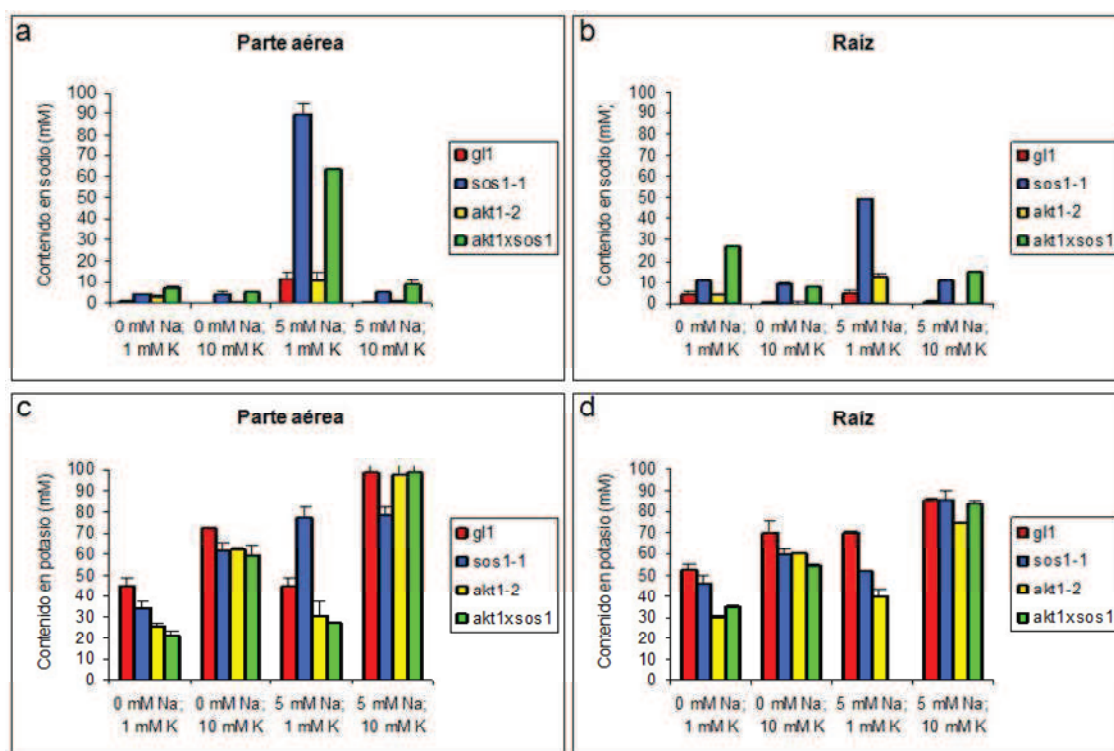 a
Parte aérea
Contenido en sodio (mM)
100
90
80
70
60
50
40
30
20
10
0
0 mM Na; 0 mM Na; 5 mM Na; 5 mM Na;
1 mM K 10 mM K 1 mM K 10 mM K
gl1
sos1-1
akt1-2
akt1xsos1
b
Raíz
Contenido en sodio (mM)
100
90
80
70
60
50
40
30
20
10
0
0 mM Na; 0 mM Na; 5 mM Na; 5 mM Na;
1 mM K 10 mM K 1 mM K 10 mM K
gl1
sos1-1
akt1-2
akt1xsos1
c
Parte aérea
Contenido en potasio (mM)
100
90
80
70
60
50
40
30
20
10
0
0 mM Na; 0 mM Na; 5 mM Na; 5 mM Na;
1 mM K 10 mM K 1 mM K 10 mM K
gl1
sos1-1
akt1-2
akt1xsos1
d
Raíz
Contenido en potasio (mM)
100
90
80
70
60
50
40
30
20
10
0
0 mM Na; 0 mM Na; 5 mM Na; 5 mM Na;
1 mM K 10 mM K 1 mM K 10 mM K
gl1
sos1-1
akt1-2
akt1xsos1